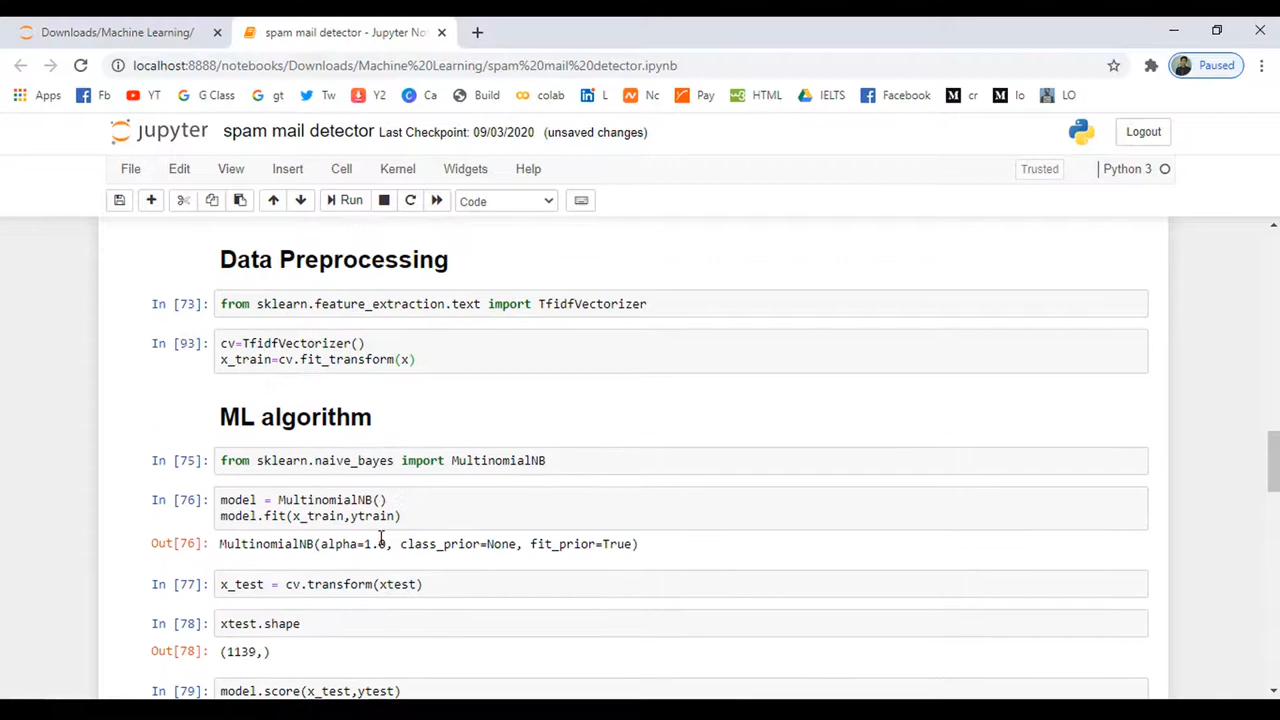 Downloads/Machine Learning/
spam mail detector - Jupyter No
localhost:8888/notebooks/Downloads/Machine%20Learning/spam%20mail%20detector.ipynb
Paused
Apps Fb YT G Class gt Tw Y2 Ca Build colab L Nc Pay HTML IELTS Facebook cr Io LO
jupyter spam mail detector Last Checkpoint: 09/03/2020 (unsaved changes)
Logout
File Edit View Insert Cell Kernel Widgets Help
Trusted
Python 3
Run
Code
Data Preprocessing
In [73]: from sklearn.feature_extraction.text import TfidfVectorizer
In [93]: cv=TfidfVectorizer()
x_train=cv.fit_transform(x)
ML algorithm
In [75]: from sklearn.naive_bayes import MultinomialNB
In [76]: model = MultinomialNB()
model.fit(x_train,ytrain)
Out[76]: MultinomialNB(alpha=1.0, class_prior=None, fit_prior=True)
In [77]: x_test = cv.transform(xtest)
In [78]: xtest.shape
Out[78]: (1139,)
In [79]: model.score(x_test,ytest)